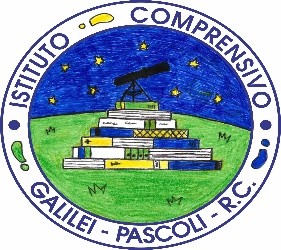 ISTITUTO COMPRENSIVO
GALILEI - PASCOLI - R.C.